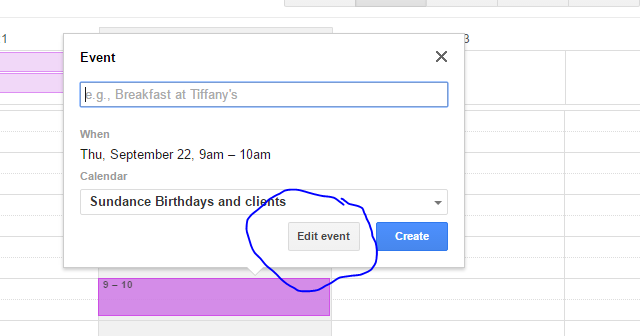 1
3
Event
e.g., Breakfast at Tiffany's
When
Thu, September 22, 9am – 10am
Calendar
Sundance Birthdays and clients
Edit event Create
9 – 10